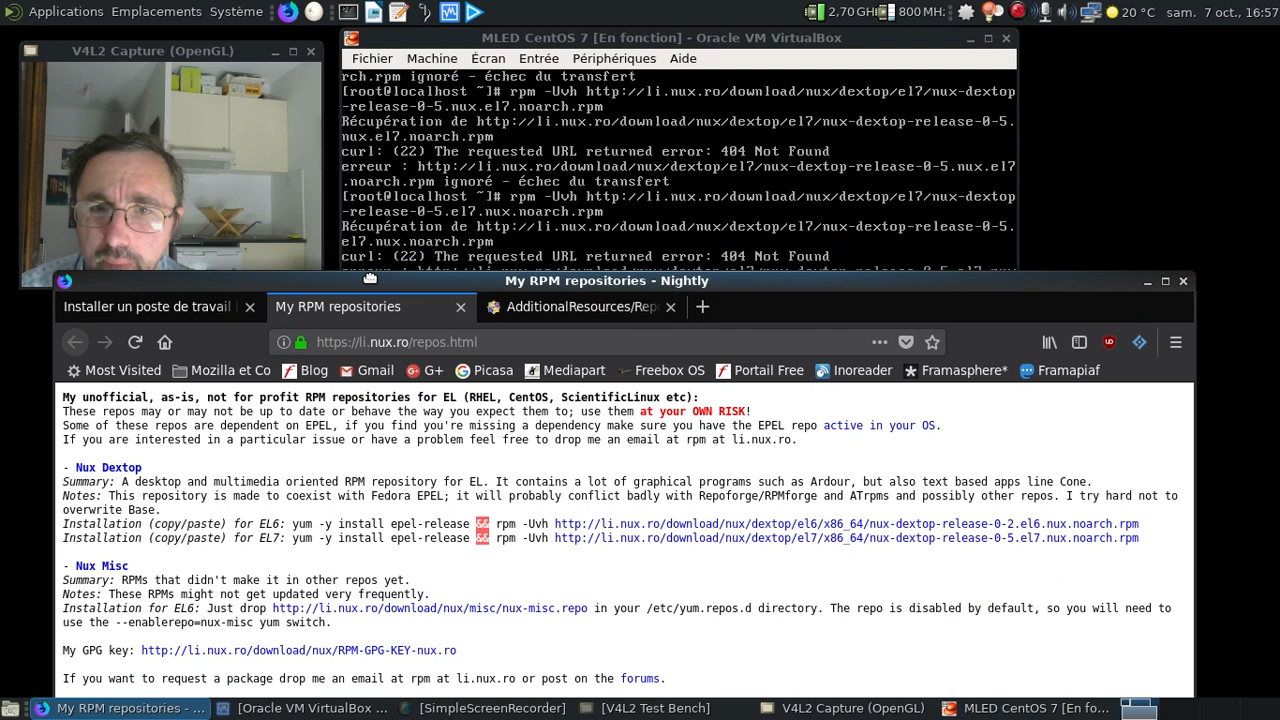 Applications Emplacements Système
2,70 GH 800 MH: 20 °C sam. 7 oct., 16:57
V4L2 Capture (OpenGL)
MLED CentOS 7 [En fonction] - Oracle VM VirtualBox
Fichier Machine Écran Entrée Périphériques Aide
rch.rpm ignoré - échec du transfert
[root@localhost ~]# rpm -Uvh http://li.nux.ro/download/nux/dextop/el7/nux-dextop
-release-0-5.nux.el7.noarch.rpm
Récupération de http://li.nux.ro/download/nux/dextop/el7/nux-dextop-release-0-5.
nux.el7.noarch.rpm
curl: (22) The requested URL returned error: 404 Not Found
erreur : http://li.nux.ro/download/nux/dextop/el7/nux-dextop-release-0-5.nux.el7
.noarch.rpm ignoré - échec du transfert
[root@localhost ~]# rpm -Uvh http://li.nux.ro/download/nux/dextop/el7/nux-dextop
-release-0-5.el7.nux.noarch.rpm
Récupération de http://li.nux.ro/download/nux/dextop/el7/nux-dextop-release-0-5.
el7.nux.noarch.rpm
curl: (22) The requested URL returned error: 404 Not Found
My RPM repositories - Nightly
Installer un poste de travail My RPM repositories AdditionalResources/Rep
https://li.nux.ro/repos.html
Most Visited Mozilla et Co Blog Gmail G+ Picasa Mediapart Freebox OS Portail Free Inoreader Framasphere* Framapiaf
My unofficial, as-is, not for profit RPM repositories for EL (RHEL, CentOS, ScientificLinux etc):
These repos may or may not be up to date or behave the way you expect them to; use them at your OWN RISK!
Some of these repos are dependent on EPEL, if you find you're missing a dependency make sure you have the EPEL repo active in your OS.
If you are interested in a particular issue or have a problem feel free to drop me an email at rpm at li.nux.ro.
- Nux Dextop
Summary: A desktop and multimedia oriented RPM repository for EL. It contains a lot of graphical programs such as Ardour, but also text based apps line Cone.
Notes: This repository is made to coexist with Fedora EPEL; it will probably conflict badly with Repoforge/RPMforge and ATrpms and possibly other repos. I try hard not to
overwrite Base.
Installation (copy/paste) for EL6: yum -y install epel-release && rpm -Uvh http://li.nux.ro/download/nux/dextop/el6/x86_64/nux-dextop-release-0-2.el6.nux.noarch.rpm
Installation (copy/paste) for EL7: yum -y install epel-release && rpm -Uvh http://li.nux.ro/download/nux/dextop/el7/x86_64/nux-dextop-release-0-5.el7.nux.noarch.rpm
- Nux Misc
Summary: RPMs that didn't make it in other repos yet.
Notes: These RPMs might not get updated very frequently.
Installation for EL6: Just drop http://li.nux.ro/download/nux/misc/nux-misc.repo in your /etc/yum.repos.d directory. The repo is disabled by default, so you will need to
use the --enablerepo=nux-misc yum switch.
My GPG key: http://li.nux.ro/download/nux/RPM-GPG-KEY-nux.ro
If you want to request a package drop me an email at rpm at li.nux.ro or post on the forums.
My RPM repositories - ... [Oracle VM VirtualBox ... [SimpleScreenRecorder] [V4L2 Test Bench] V4L2 Capture (OpenGL) MLED CentOS 7 [En fo...